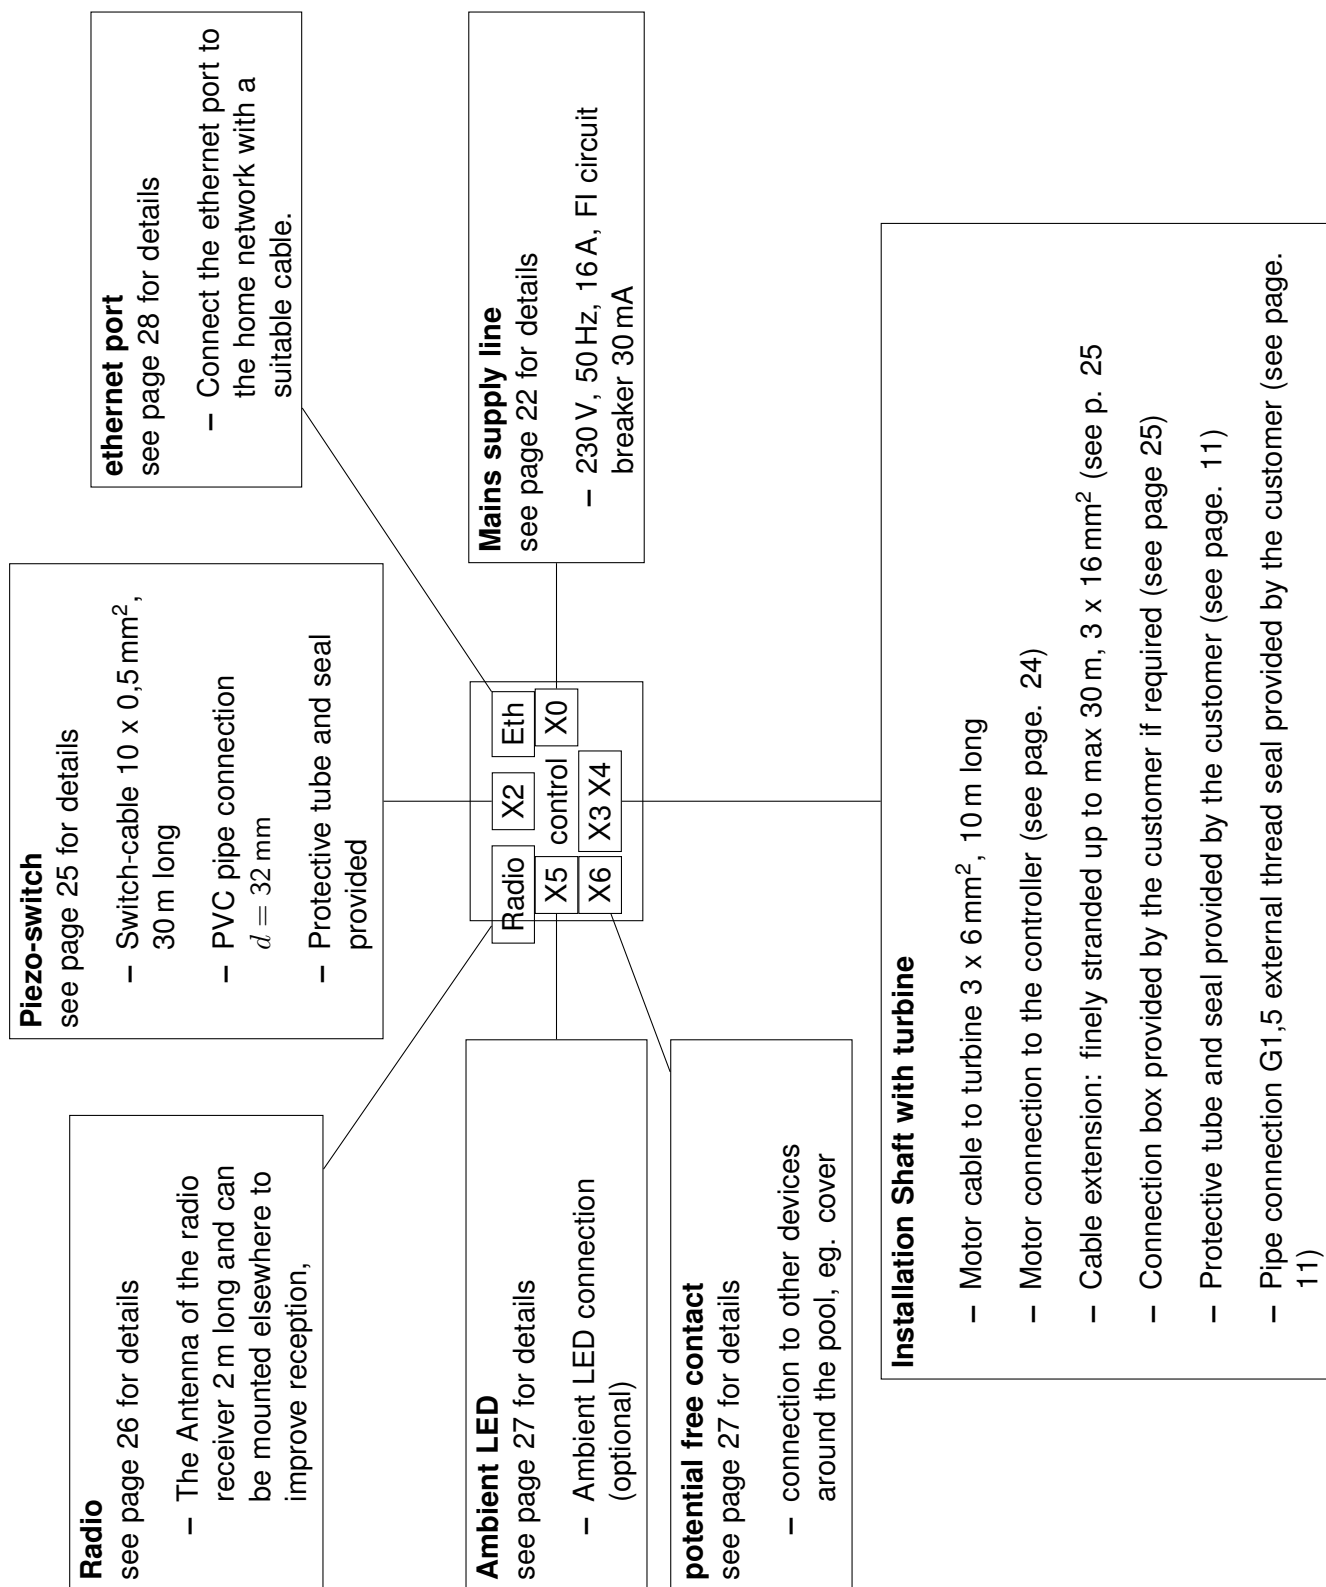 Radio
see page 26 for details
– The Antenna of the radio
receiver 2 m long and can
be mounted elsewhere to
improve reception,
Piezo-switch
see page 25 for details
– Switch-cable 10 x 0,5 mm²,
30 m long
– PVC pipe connection
d = 32 mm
– Protective tube and seal
provided
ethernet port
see page 28 for details
– Connect the ethernet port to
the home network with a
suitable cable.
Ambient LED
see page 27 for details
– Ambient LED connection
(optional)
Radio
X2
Eth
X5
control
X0
X6
X3 X4
Mains supply line
see page 22 for details
– 230 V, 50 Hz, 16 A, FI circuit
breaker 30 mA
potential free contact
see page 27 for details
– connection to other devices
around the pool, eg. cover
Installation Shaft with turbine
– Motor cable to turbine 3 x 6 mm², 10 m long
– Motor connection to the controller (see page. 24)
– Cable extension: finely stranded up to max 30 m, 3 x 16 mm² (see p. 25
– Connection box provided by the customer if required (see page 25)
– Protective tube and seal provided by the customer (see page. 11)
– Pipe connection G1,5 external thread seal provided by the customer (see page.
11)